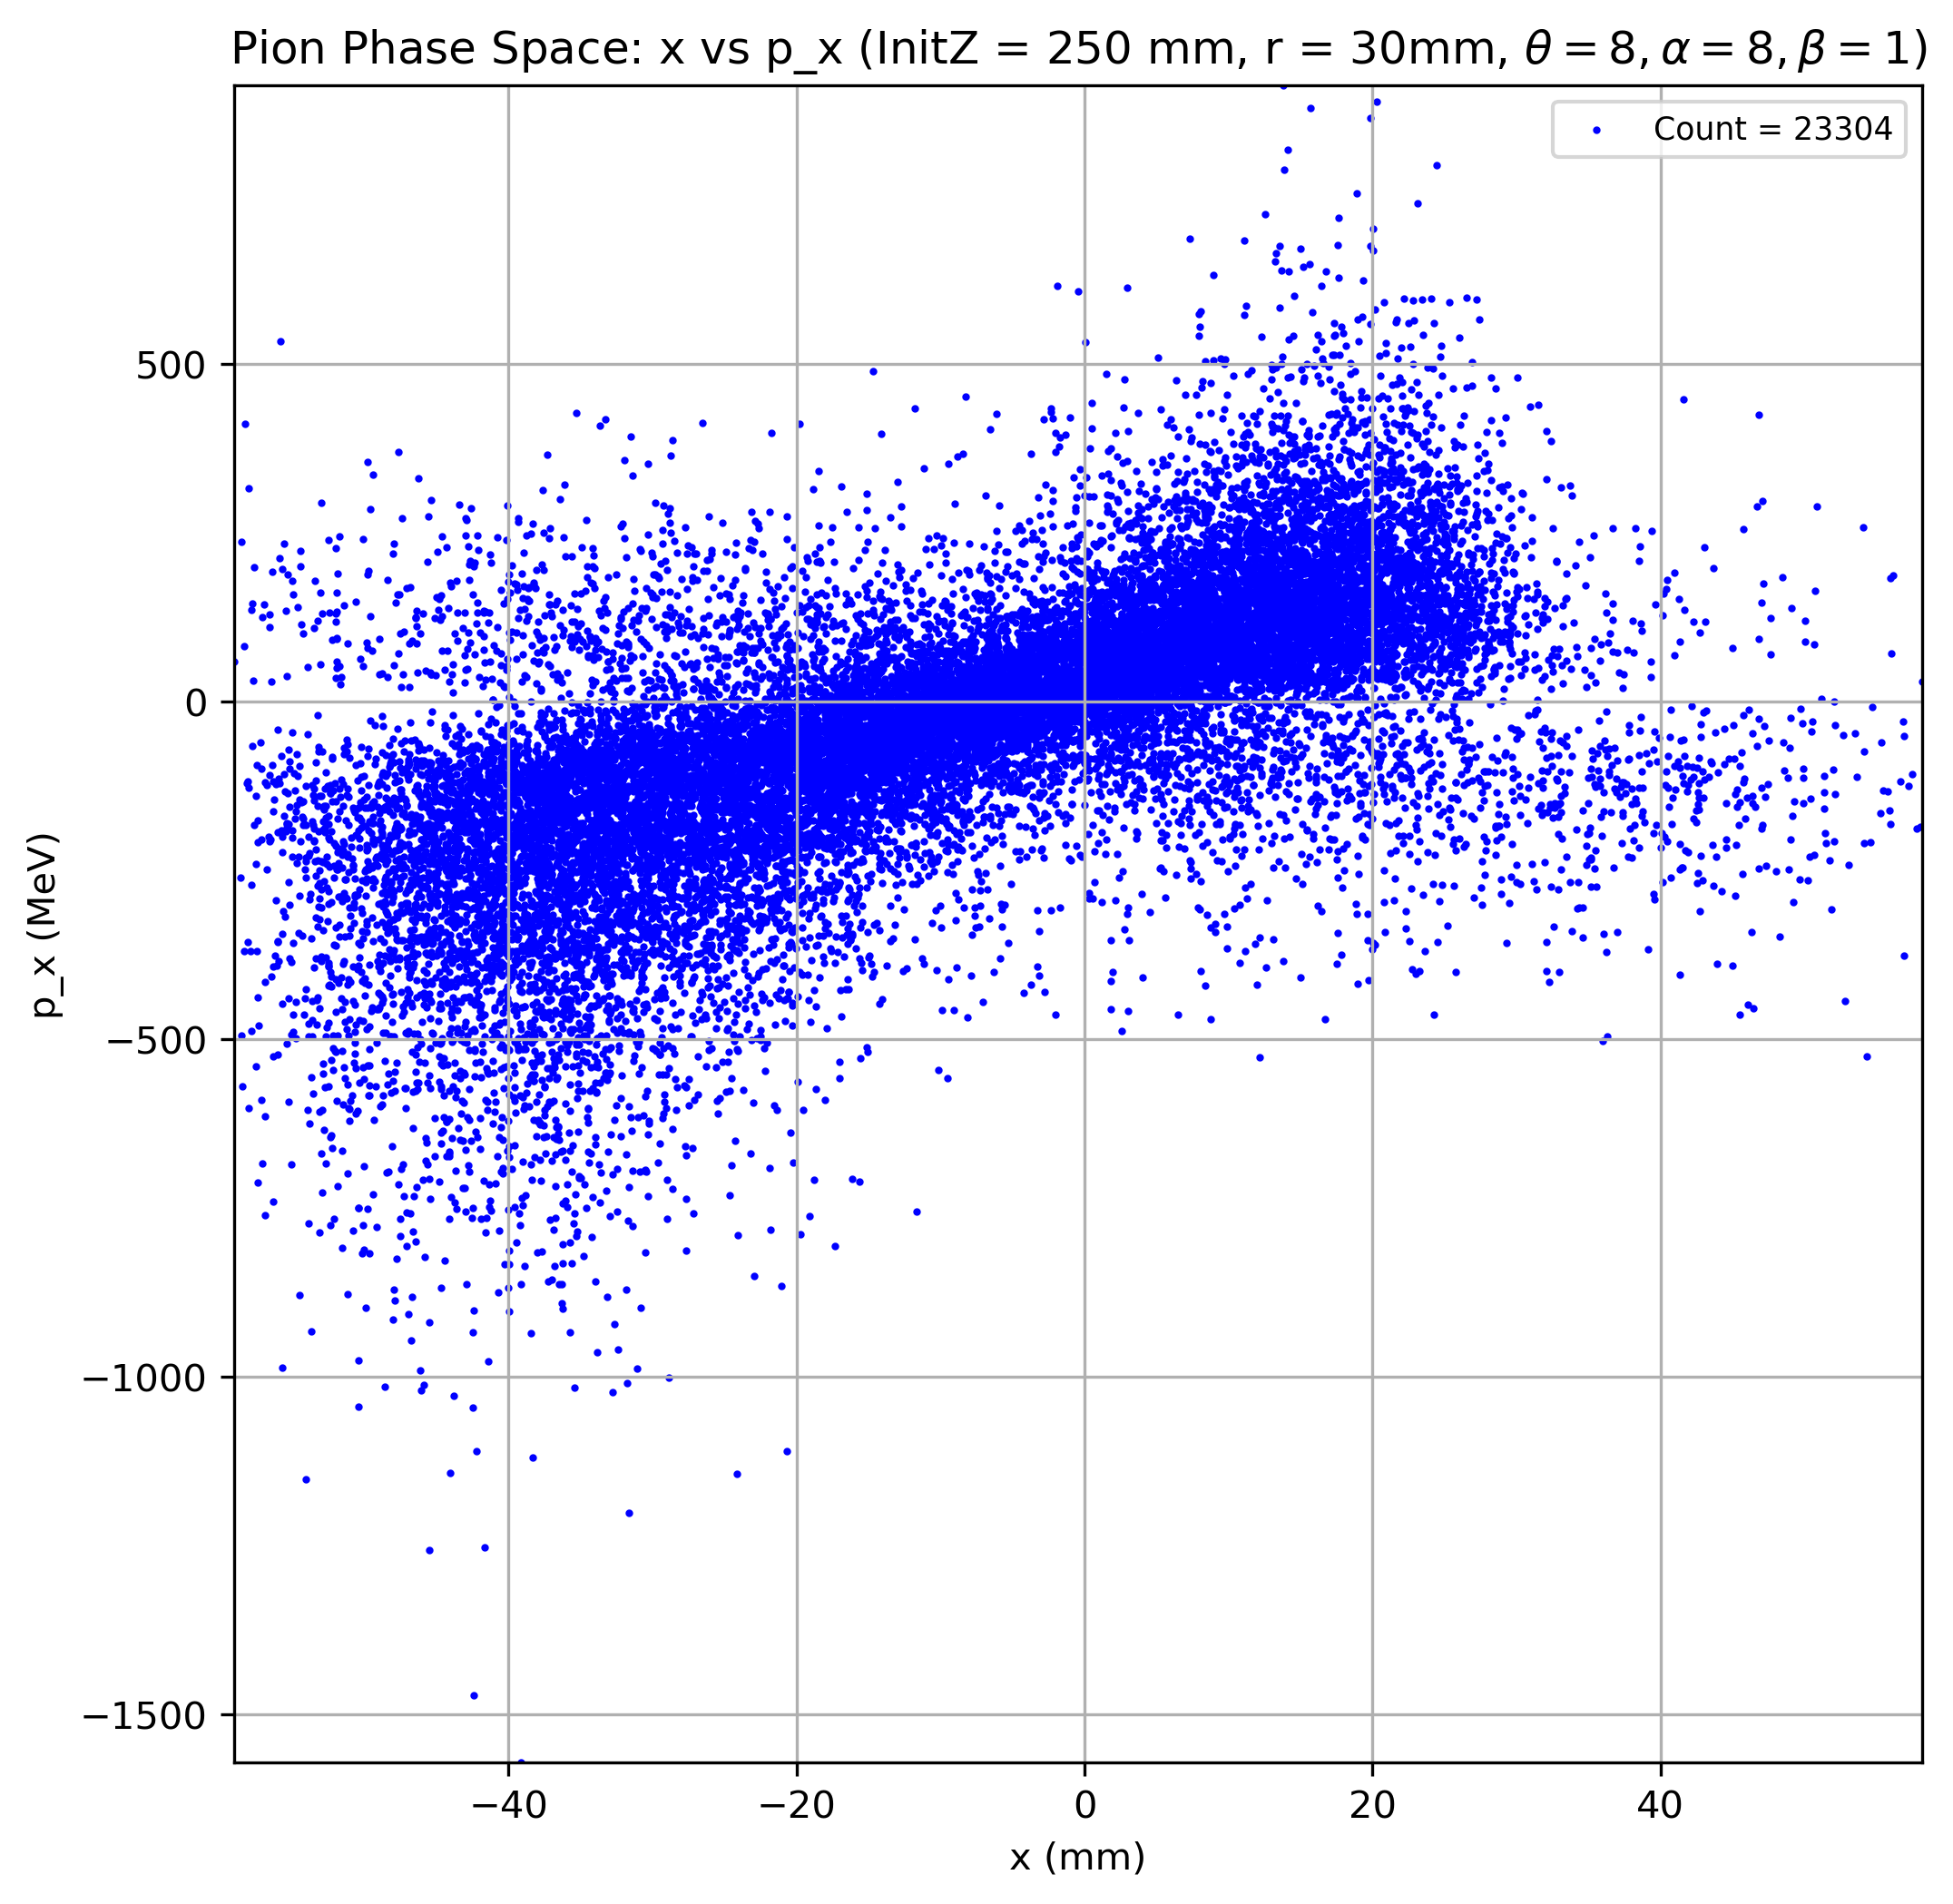 Pion Phase Space: x vs p_x (InitZ = 250 mm, r = 30mm, θ = 8, α = 8, β = 1)
Count = 23304
500
0
−500
−1000
−1500
p_x (MeV)
−40 −20 0 20 40
x (mm)